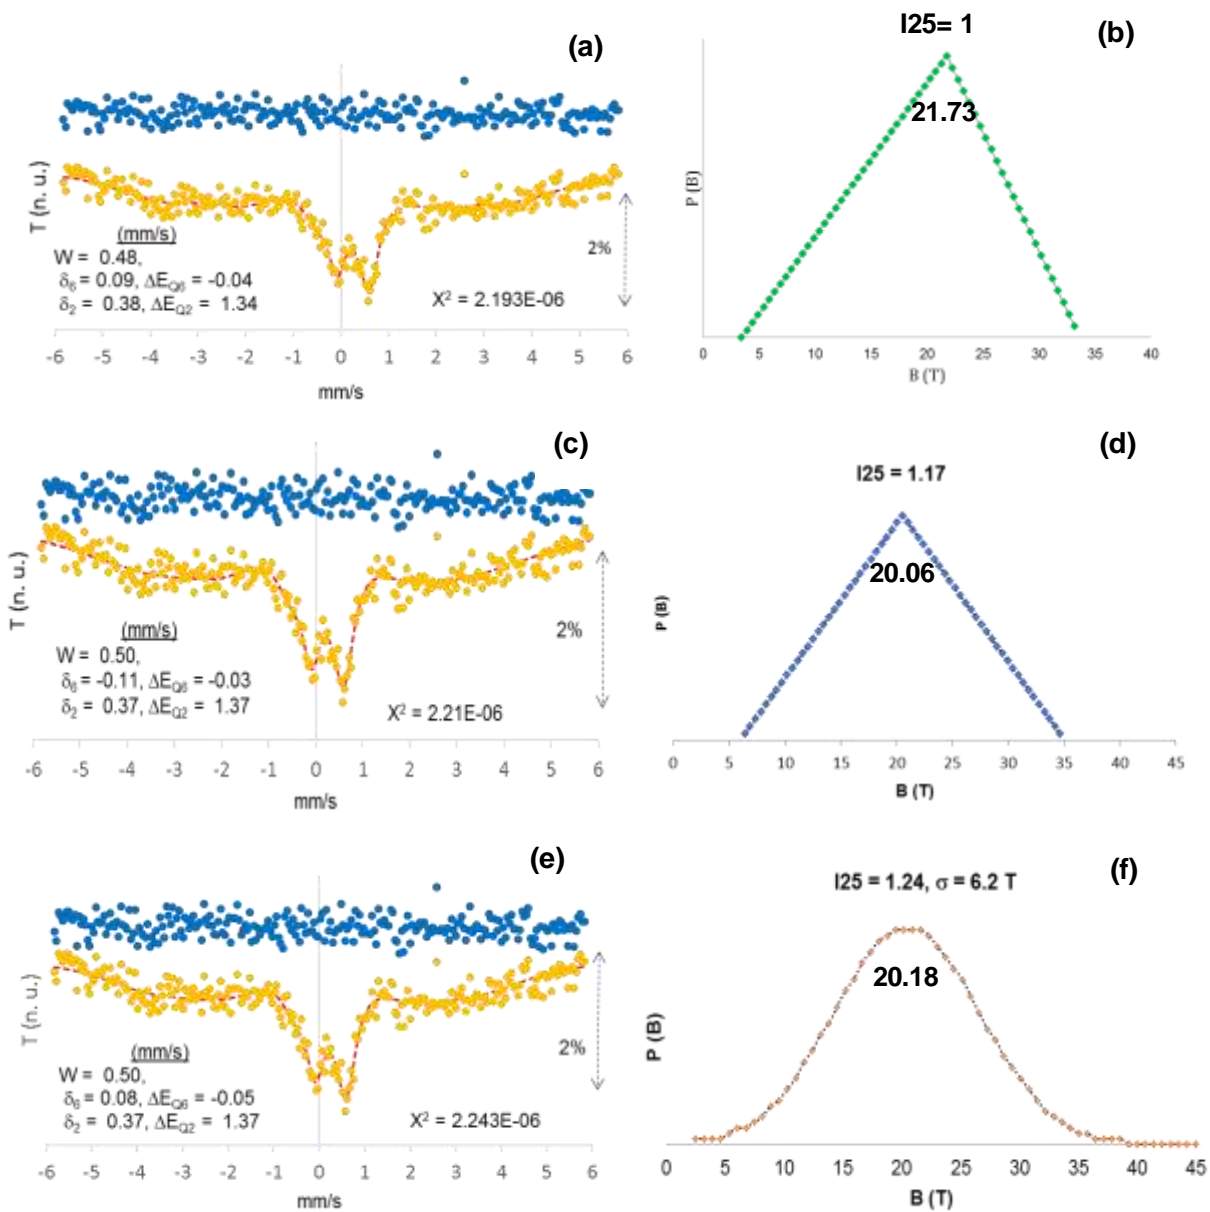 (a)
T (n. u.)
(mm/s)
W = 0.48,
δ6 = 0.09, ΔEQ6 = -0.04
δ2 = 0.38, ΔEQ2 = 1.34
X² = 2.193E-06
2%
-6 -5 -4 -3 -2 -1 0 1 2 3 4 5 6
mm/s
I25= 1
(b)
21.73
P (B)
0 5 10 15 20 25 30 35 40
B (T)
(c)
T (n. u.)
(mm/s)
W = 0.50,
δ6 = -0.11, ΔEQ6 = -0.03
δ2 = 0.37, ΔEQ2 = 1.37
X² = 2.21E-06
2%
-6 -5 -4 -3 -2 -1 0 1 2 3 4 5 6
mm/s
(d)
I25 = 1.17
20.06
P (B)
0 5 10 15 20 25 30 35 40 45
B (T)
(e)
T (n. u.)
(mm/s)
W = 0.50,
δ6 = 0.08, ΔEQ6 = -0.05
δ2 = 0.37, ΔEQ2 = 1.37
X² = 2.243E-06
2%
-6 -5 -4 -3 -2 -1 0 1 2 3 4 5 6
mm/s
(f)
I25 = 1.24, σ = 6.2 T
20.18
P (B)
0 5 10 15 20 25 30 35 40 45
B (T)